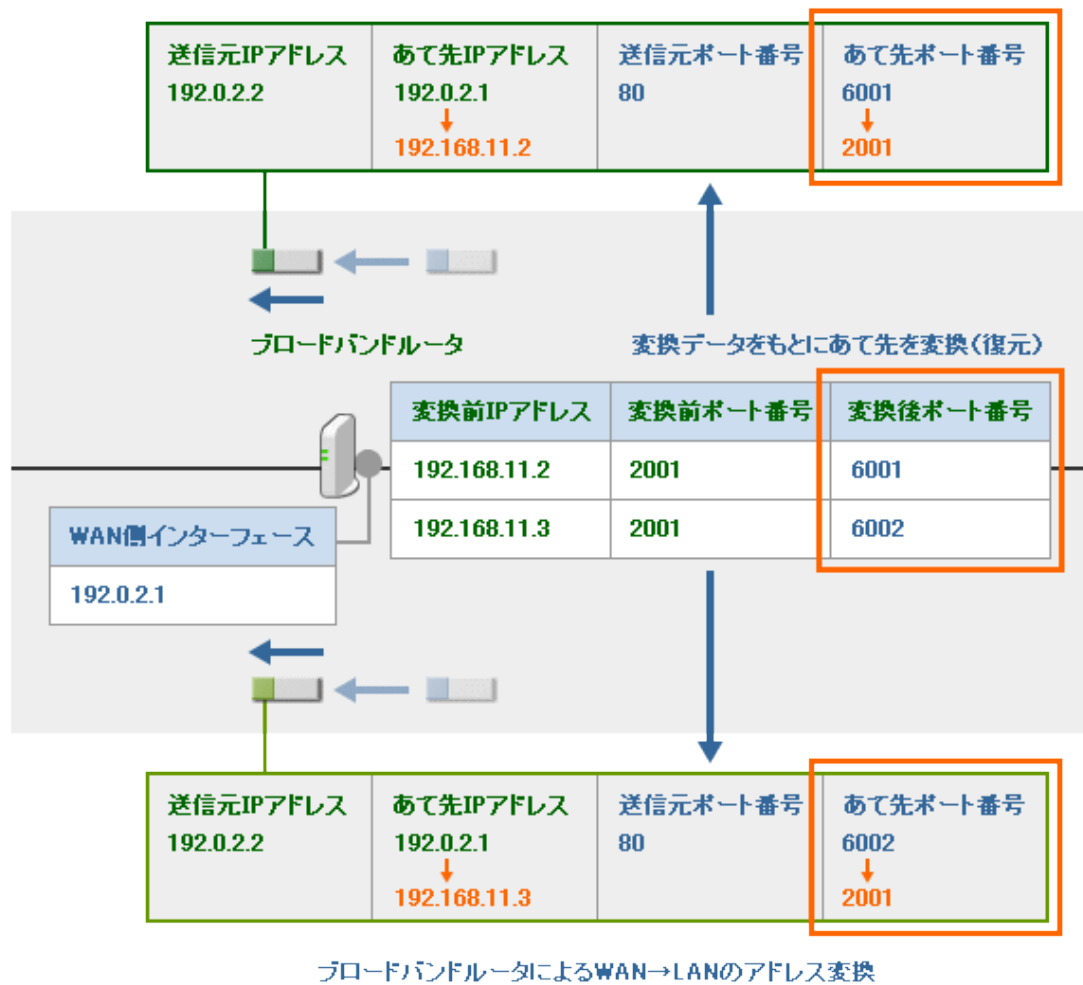 送信元IPアドレス あて先IPアドレス 送信元ポート番号 あて先ポート番号
192.0.2.2 192.0.2.1 80 6001
192.168.11.2 2001
ブロードバンドルータ 変換データをもとにあて先を変換(復元)
変換前IPアドレス 変換前ポート番号 変換後ポート番号
192.168.11.2 2001 6001
192.168.11.3 2001 6002
WAN側インターフェース
192.0.2.1
送信元IPアドレス あて先IPアドレス 送信元ポート番号 あて先ポート番号
192.0.2.2 192.0.2.1 80 6002
192.168.11.3 2001
ブロードバンドルータによるWAN→LANのアドレス変換